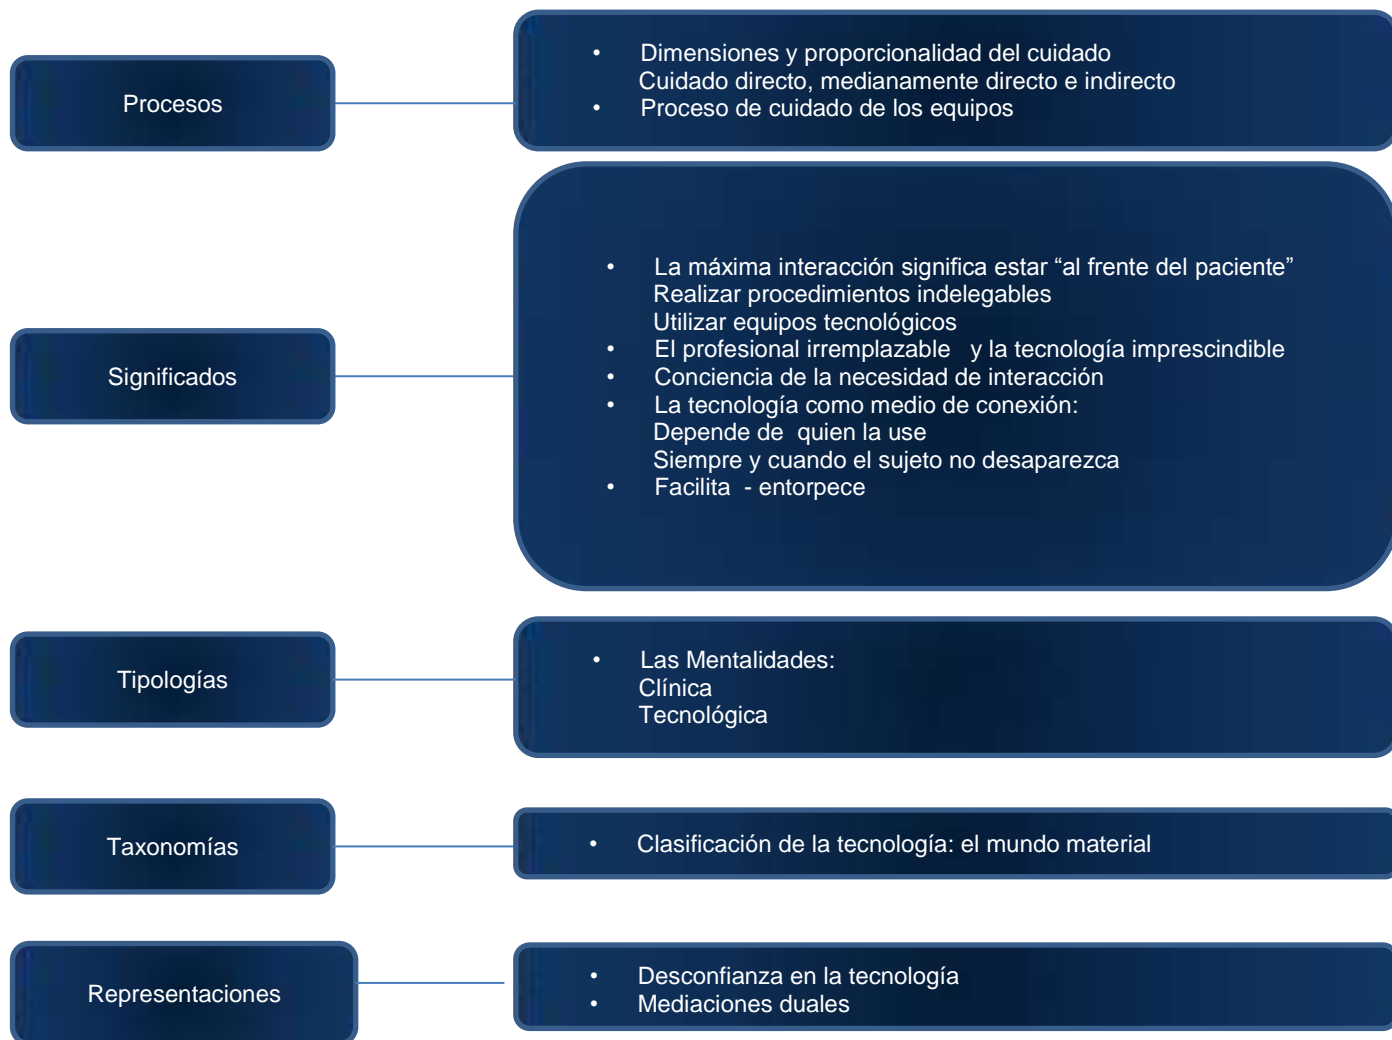 Procesos
• Dimensiones y proporcionalidad del cuidado
Cuidado directo, medianamente directo e indirecto
• Proceso de cuidado de los equipos
Significados
• La máxima interacción significa estar “al frente del paciente”
Realizar procedimientos indelegables
Utilizar equipos tecnológicos
• El profesional irremplazable y la tecnología imprescindible
• Conciencia de la necesidad de interacción
• La tecnología como medio de conexión:
Depende de quien la use
Siempre y cuando el sujeto no desaparezca
• Facilita - entorpece
Tipologías
• Las Mentalidades:
Clínica
Tecnológica
Taxonomías
• Clasificación de la tecnología: el mundo material
Representaciones
• Desconfianza en la tecnología
• Mediaciones duales